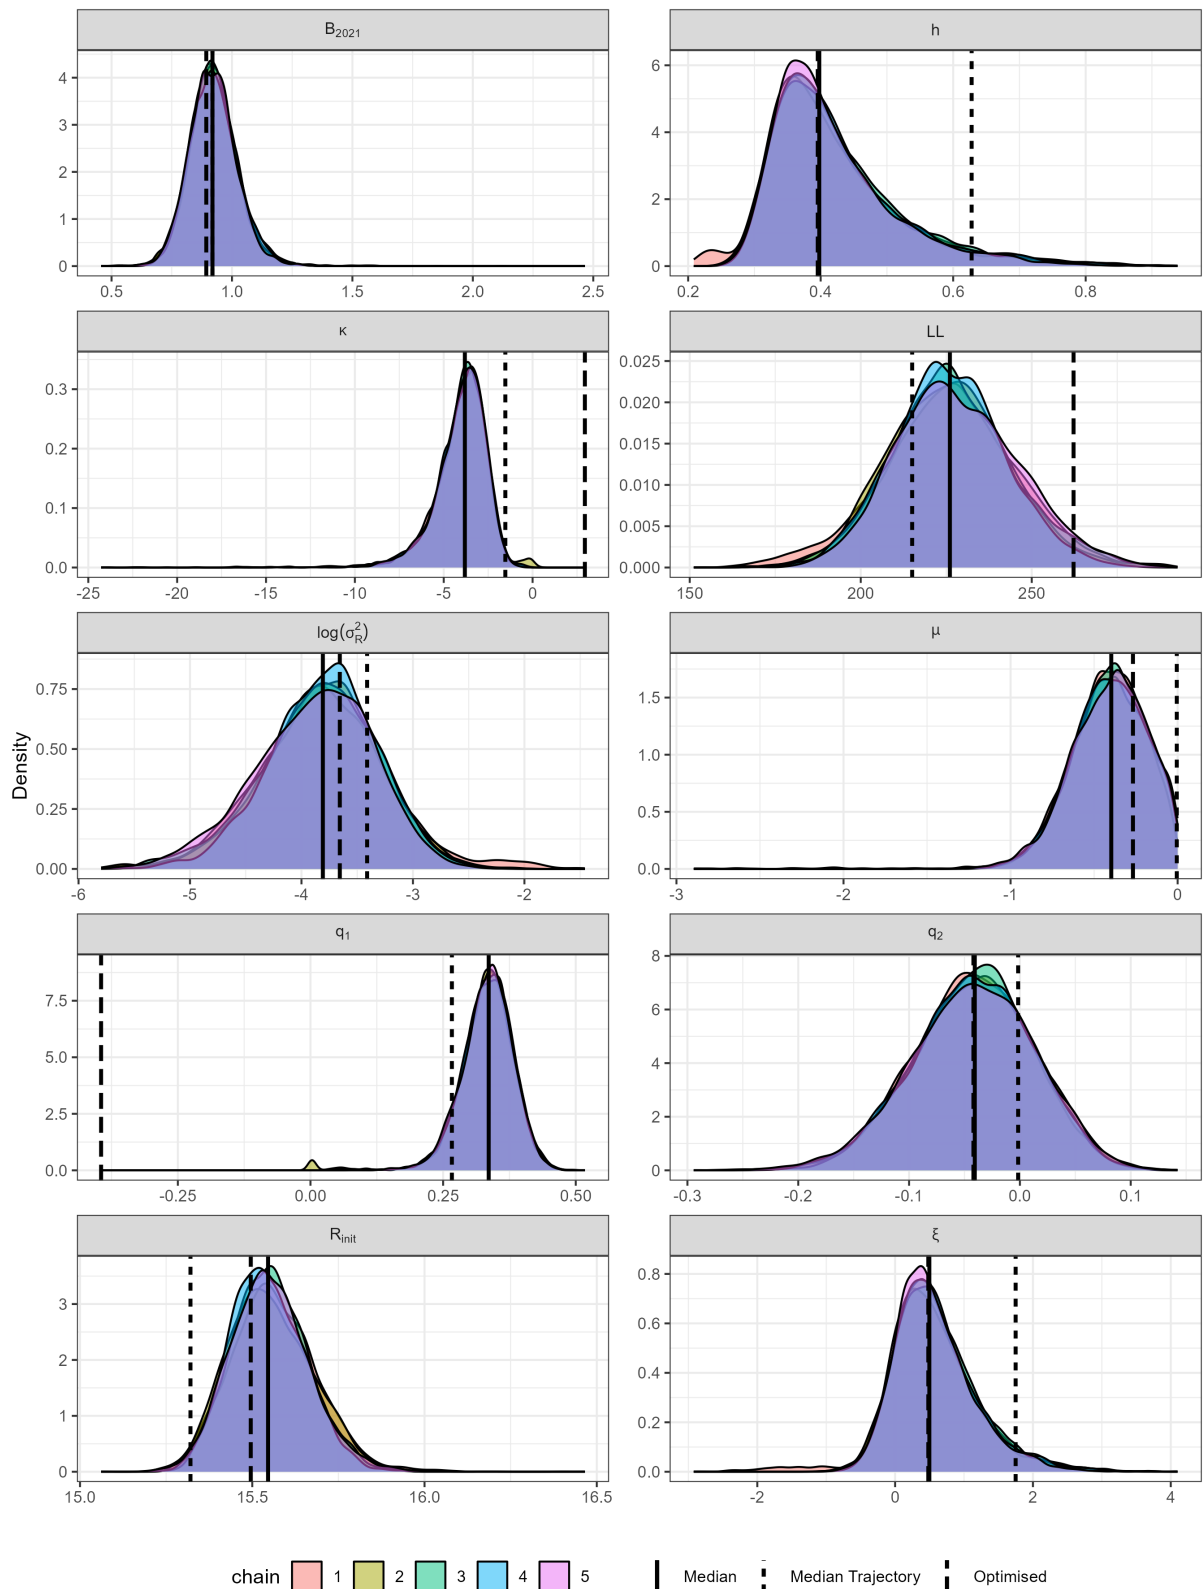 B2021
h
4
3
2
1
0
0.5 1.0 1.5 2.0 2.5
6
4
2
0
0.2 0.4 0.6 0.8
κ
LL
0.3
0.2
0.1
0.0
-25 -20 -15 -10 -5 0
0.025
0.020
0.015
0.010
0.005
0.000
150 200 250
log(σ²R)
μ
Density
0.75
0.50
0.25
0.00
-6 -5 -4 -3 -2
1.5
1.0
0.5
0.0
-3 -2 -1 0
q1
q2
7.5
5.0
2.5
0.0
-0.25 0.00 0.25 0.50
8
6
4
2
0
-0.3 -0.2 -0.1 0.0 0.1
Rinit
ξ
3
2
1
0
15.0 15.5 16.0 16.5
0.8
0.6
0.4
0.2
0.0
-2 0 2 4
chain 1 2 3 4 5 Median Median Trajectory Optimised